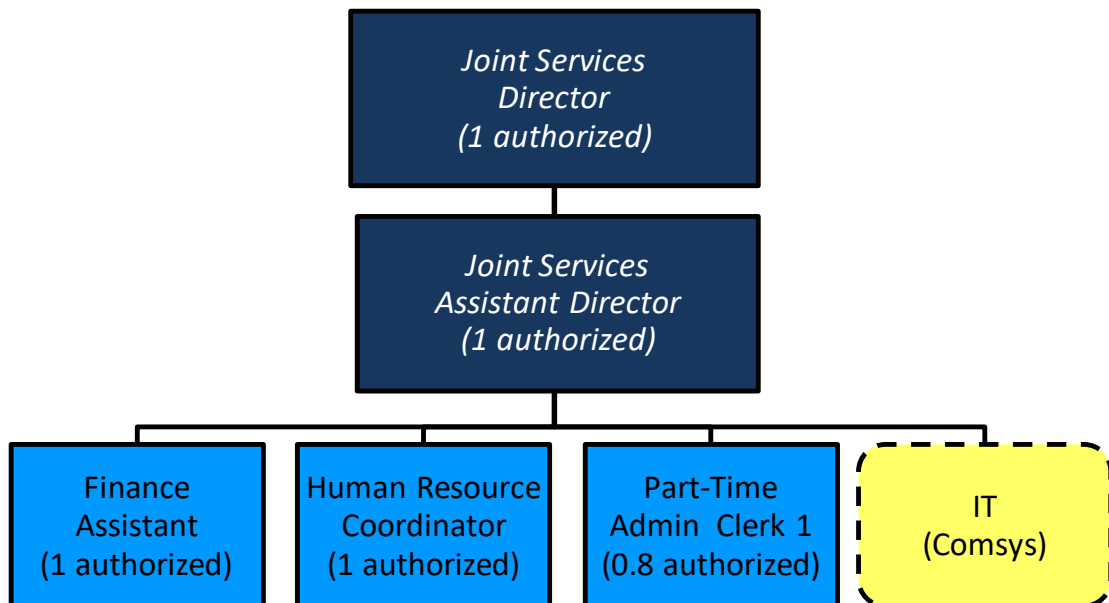 Joint Services
Director
(1 authorized)
Joint Services
Assistant Director
(1 authorized)
Finance
Assistant
(1 authorized)
Human Resource
Coordinator
(1 authorized)
Part-Time
Admin Clerk 1
(0.8 authorized)
IT
(Comsys)